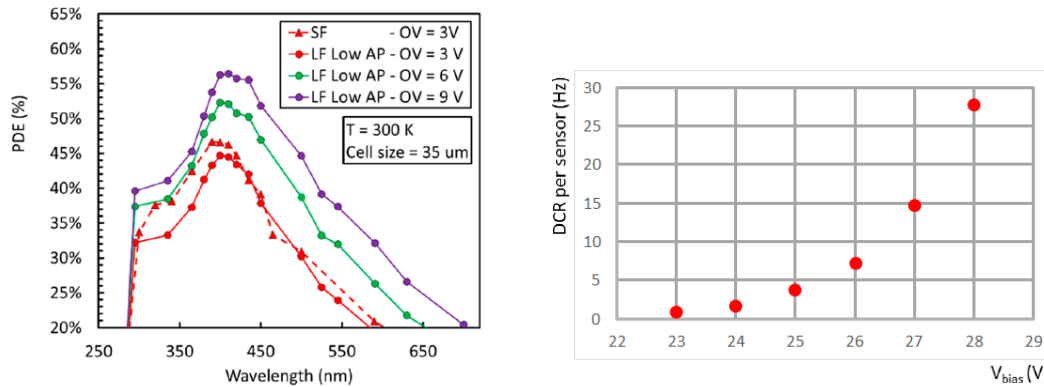 65%
60%
55%
50%
45%
40%
35%
30%
25%
20%
PDE (%)
SF - OV = 3V
LF Low AP - OV = 3 V
LF Low AP - OV = 6 V
LF Low AP - OV = 9 V
T = 300 K
Cell size = 35 um
250 350 450 550 650
Wavelength (nm)
DCR per sensor (Hz)
30
25
20
15
10
5
0
22 23 24 25 26 27 28 29
Vbias (V